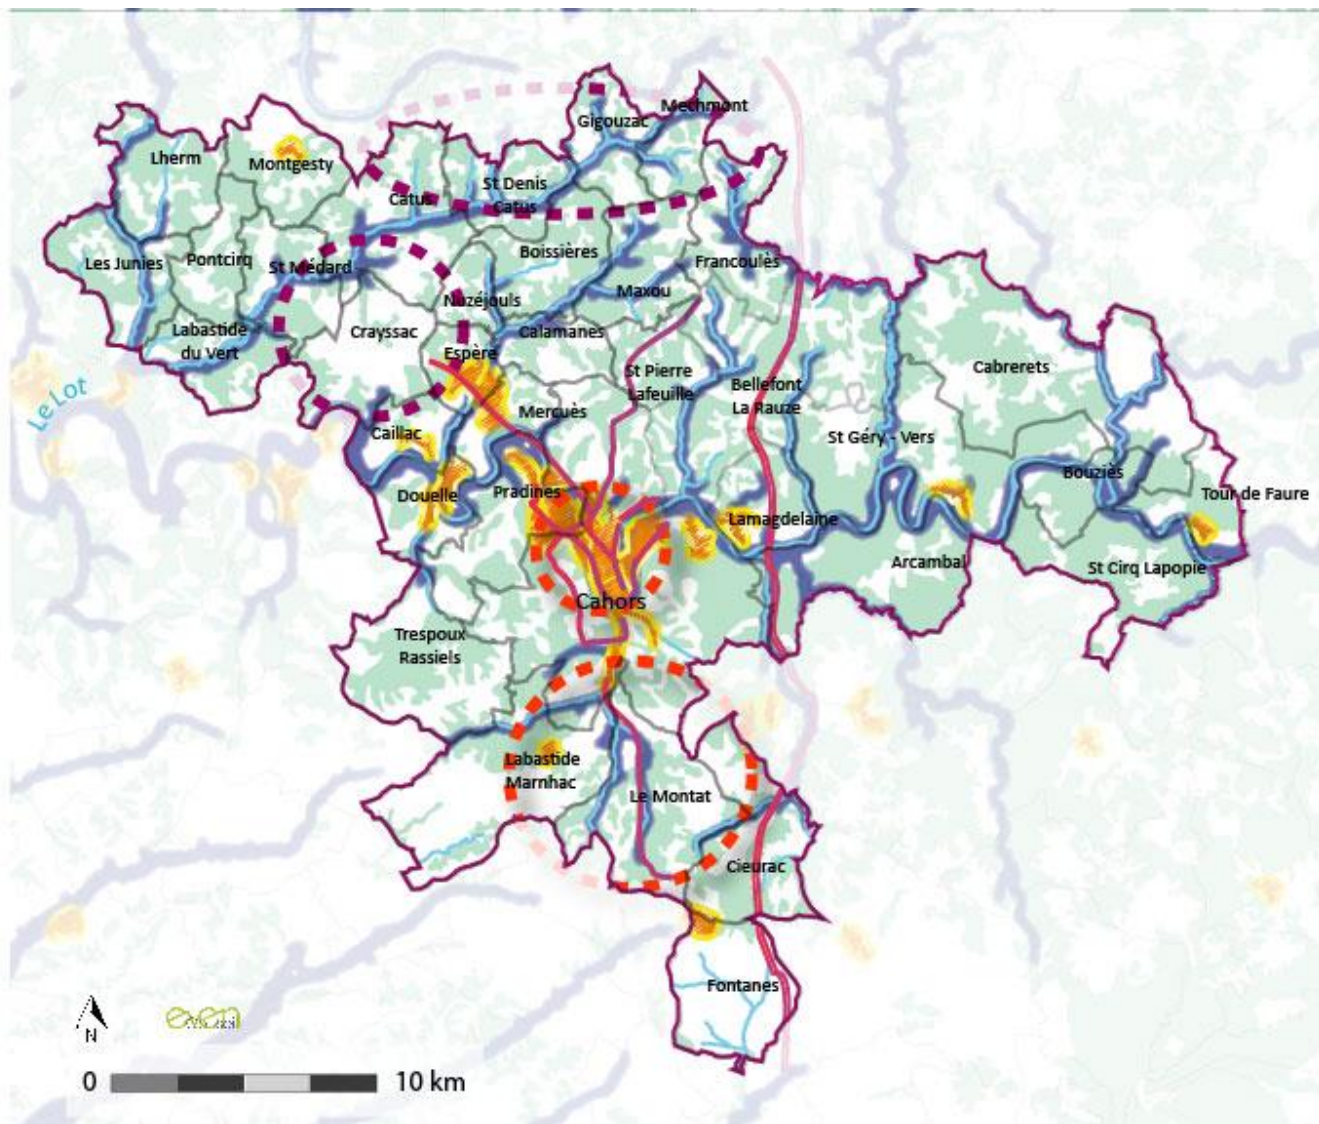 Mechmont
Gigouzac
Lherm
Montgesty
St Denis
Catus
Catus
Boissières
Les Junies
Pontcirq
St Médard
Francoulès
Maxou
Nuzéjouls
Labastide
du Vert
Crayssac
Calamanes
Espère
Cabrerets
St Pierre
Lafeuille
Bellefont
La Rauze
Le Lot
Mercuès
Caillac
St Géry - Vers
Bouziès
Douelle
Pradines
Tour de Faure
Lamagdelaine
Arcambal
St Cirq Lapopie
Cahors
Trespoux
Rassiels
Labastide
Marnhac
Le Montat
Cieurac
Fontanes
N
even
0 10 km